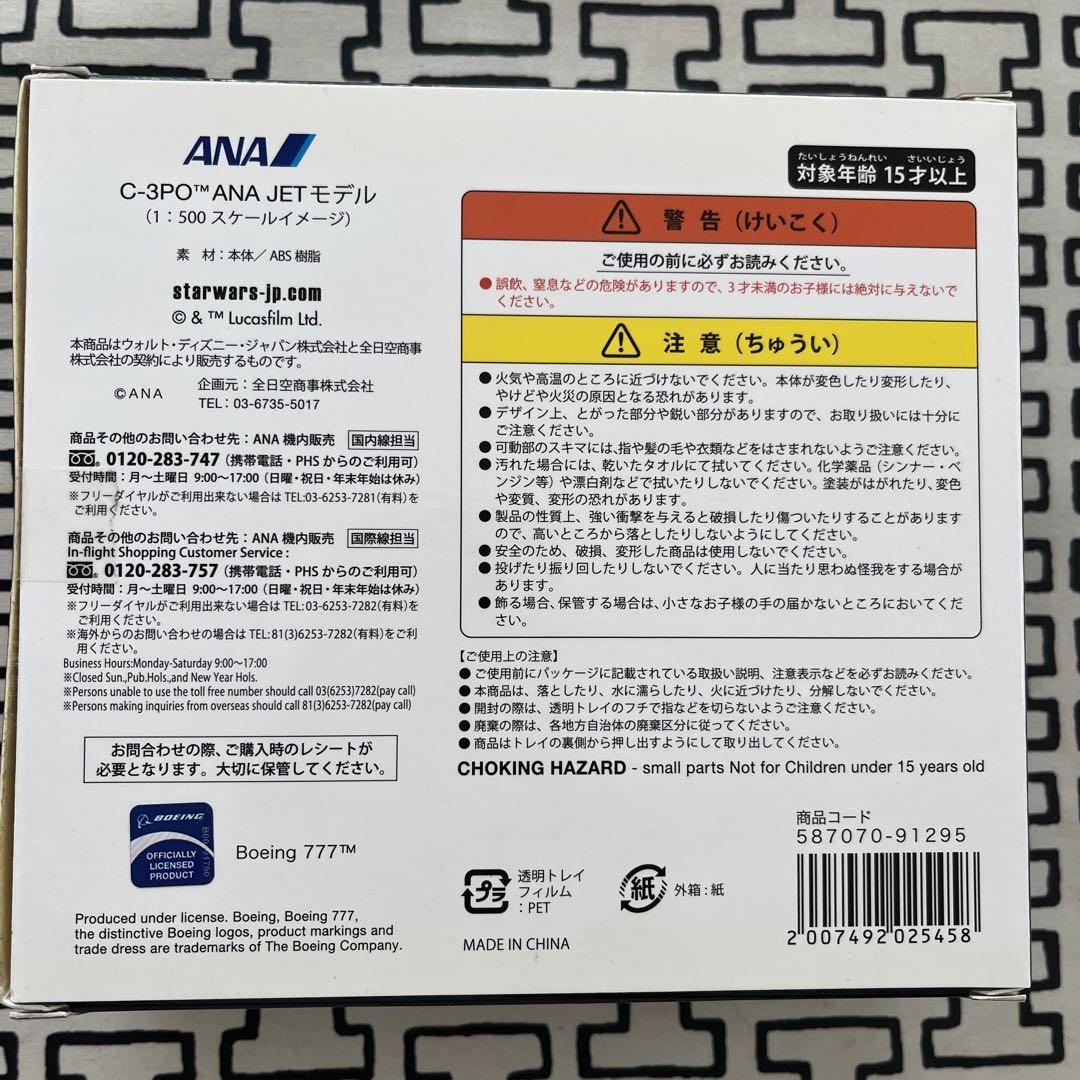 ANA
C-3PO™ ANA JETモデル
（1：500 スケールイメージ）
素　材：本体／ABS 樹脂
starwars-jp.com
© & ™ Lucasfilm Ltd.
本商品はウォルト・ディズニー・ジャパン株式会社と全日空商事
株式会社の契約により販売するものです。
©ANA
企画元：全日空商事株式会社
TEL：03-6735-5017
商品その他のお問い合わせ先：ANA 機内販売 国内線担当
0120-283-747（携帯電話・PHS からのご利用可）
受付時間：月～土曜日 9:00～17:00（日曜・祝日・年末年始は休み）
※フリーダイヤルがご利用出来ない場合は TEL:03-6253-7281(有料)を
ご利用ください。
商品その他のお問い合わせ先：ANA 機内販売 国際線担当
In-flight Shopping Customer Service :
0120-283-757（携帯電話・PHS からのご利用可）
受付時間：月～土曜日 9:00～17:00（日曜・祝日・年末年始は休み）
※フリーダイヤルがご利用出来ない場合は TEL:03-6253-7282(有料)を
ご利用ください。
※海外からのお問い合わせの場合は TEL:81(3)6253-7282(有料)をご利
用ください。
Business Hours:Monday-Saturday 9:00～17:00
※Closed Sun.,Pub.Hols.,and New Year Hols.
※Persons unable to use the toll free number should call 03(6253)7282(pay call)
※Persons making inquiries from overseas should call 81(3)6253-7282(pay call)
お問合わせの際、ご購入時のレシートが
必要となります。大切に保管してください。
BOEING
OFFICIALLY
LICENSED
PRODUCT
Boeing 777™
Produced under license. Boeing, Boeing 777,
the distinctive Boeing logos, product markings and
trade dress are trademarks of The Boeing Company.
たいしょうねんれい　さいいじょう
対象年齢 15才以上
警 告（けいこく）
ご使用の前に必ずお読みください。
●誤飲、窒息などの危険がありますので、3才未満のお子様には絶対に与えないで
ください。
注 意（ちゅうい）
●火気や高温のところに近づけないでください。本体が変色したり変形したり、
やけどや火災の原因となる恐れがあります。
●デザイン上、とがった部分や鋭い部分がありますので、お取り扱いには十分に
ご注意ください。
●可動部のスキマには、指や髪の毛や衣類などをはさまれないようご注意ください。
●汚れた場合には、乾いたタオルにて拭いてください。化学薬品（シンナー・ベ
ンジン等）や漂白剤などで拭いたりしないでください。塗装がはがれたり、変色
や変質、変形の恐れがあります。
●製品の性質上、強い衝撃を与えると破損したり傷ついたりすることがあります
ので、高いところから落としたりしないようにしてください。
●安全のため、破損、変形した商品は使用しないでください。
●投げたり振り回したりしないでください。人に当たり思わぬ怪我をする場合が
あります。
●飾る場合、保管する場合は、小さなお子様の手の届かないところにおいてくだ
さい。
【ご使用上の注意】
●ご使用前にパッケージに記載されている取扱い説明、注意表示などを必ずお読みください。
●本商品は、落としたり、水に濡らしたり、火に近づけたり、分解しないでください。
●開封の際は、透明トレイのフチで指などを切らないようご注意ください。
●廃棄の際は、各地方自治体の廃棄区分に従ってください。
●商品はトレイの裏側から押し出すようにして取り出してください。
CHOKING HAZARD - small parts Not for Children under 15 years old
商品コード
587070-91295
プラ
透明トレイ
フィルム
：PET
紙
外箱：紙
MADE IN CHINA
2 007492 025458